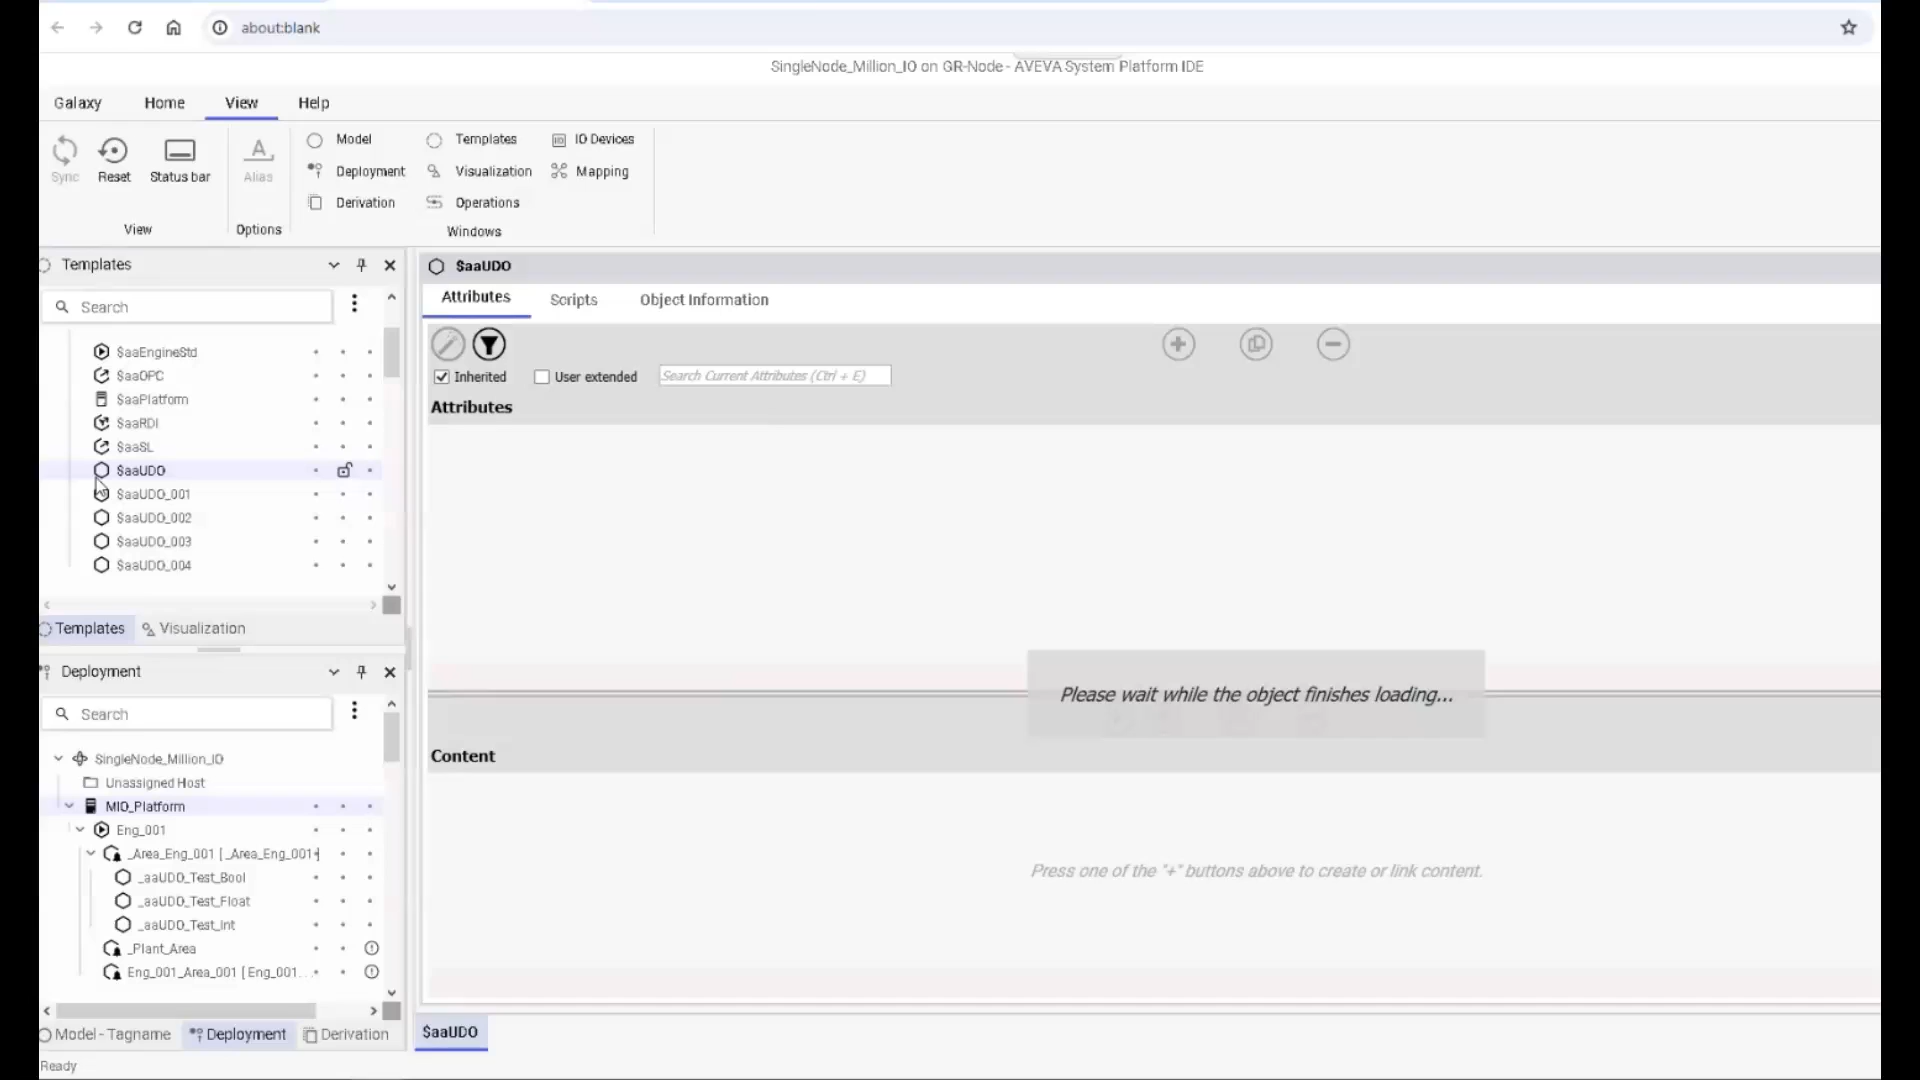 about:blank
SingleNode_Million_IO on GR-Node - AVEVA System Platform IDE
Galaxy Home View Help
Sync Reset Status bar Alias
Model Templates IO Devices
Deployment Visualization Mapping
Derivation Operations
View Options Windows
Templates
Search
$aaEngineStd
$aaOPC
$aaPlatform
$aaRDI
$aaSL
$aaUDO
$aaUDO_001
$aaUDO_002
$aaUDO_003
$aaUDO_004
Templates Visualization
Deployment
Search
SingleNode_Million_IO
Unassigned Host
MIO_Platform
Eng_001
_Area_Eng_001 [ _Area_Eng_001
_aaUDO_Test_Bool
_aaUDO_Test_Float
_aaUDO_Test_Int
_Plant_Area
Eng_001_Area_001 [ Eng_001...
Model - Tagname Deployment Derivation
Ready
$aaUDO
Attributes Scripts Object Information
Inherited User extended Search Current Attributes (Ctrl + E)
Attributes
Please wait while the object finishes loading...
Content
Press one of the "+" buttons above to create or link content.
$aaUDO